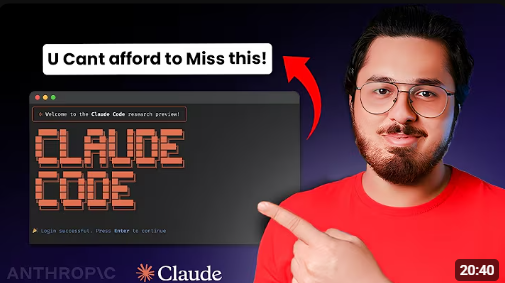 U Cant afford to Miss this!
* Welcome to the Claude Code research preview!
CLAUDE
CODE
Login successful. Press Enter to continue
ANTHROP\C
Claude
20:40